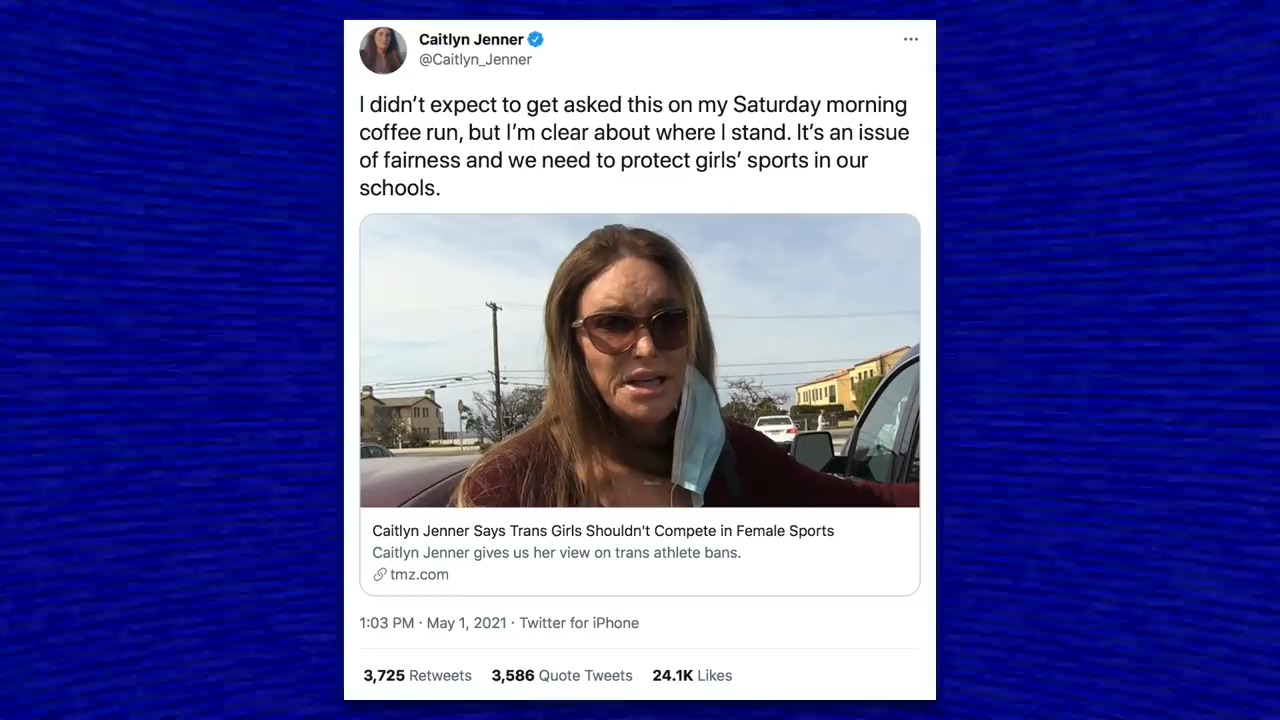 Caitlyn Jenner
@Caitlyn_Jenner
I didn’t expect to get asked this on my Saturday morning
coffee run, but I’m clear about where I stand. It’s an issue
of fairness and we need to protect girls’ sports in our
schools.
Caitlyn Jenner Says Trans Girls Shouldn't Compete in Female Sports
Caitlyn Jenner gives us her view on trans athlete bans.
tmz.com
1:03 PM · May 1, 2021 · Twitter for iPhone
3,725 Retweets 3,586 Quote Tweets 24.1K Likes